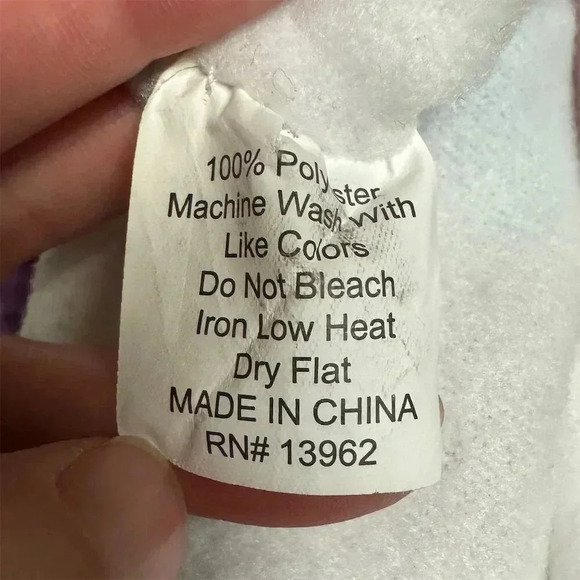 100% Polyester
Machine Wash With
Like Colors
Do Not Bleach
Iron Low Heat
Dry Flat
MADE IN CHINA
RN# 13962